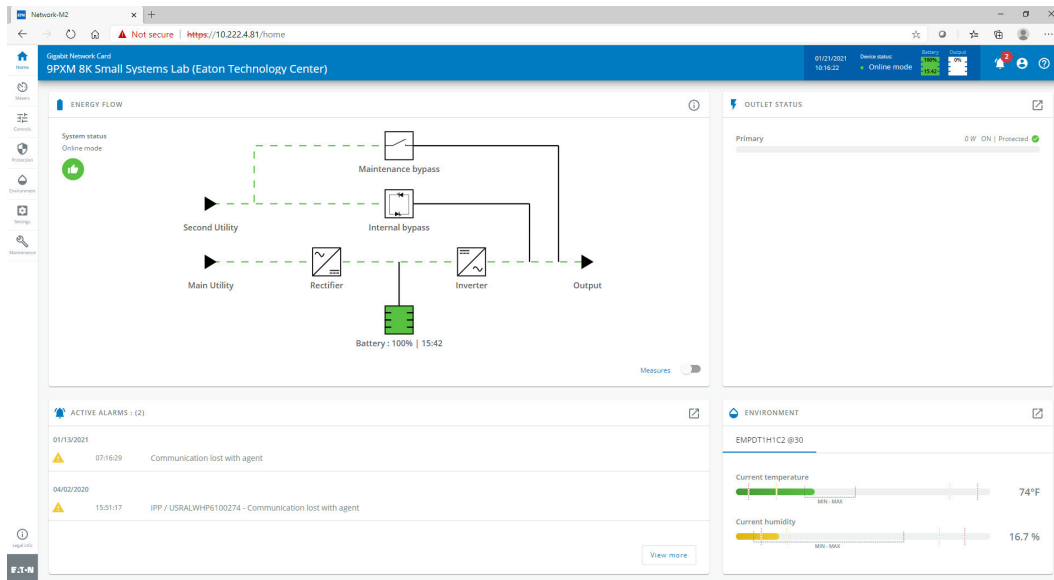 Network-M2
Not secure | https://10.222.4.81/home
Gigabit Network Card
9PXM 8K Small Systems Lab (Eaton Technology Center)
01/21/2021
10:16:22
Device status:
Online mode
Battery
100%
15:42
Output
0%
2
Home
Meters
Controls
Protection
Environment
Settings
Maintenance
Legal info
EATON
ENERGY FLOW
System status
Online mode
Maintenance bypass
Second Utility
Internal bypass
Main Utility
Rectifier
Inverter
Output
Battery : 100% | 15:42
Measures
OUTLET STATUS
Primary
0 W ON | Protected
ACTIVE ALARMS : (2)
01/13/2021
07:16:29 Communication lost with agent
04/02/2020
15:51:17 IPP / USRALWHP6100274 - Communication lost with agent
View more
ENVIRONMENT
EMPDT1H1C2 @30
Current temperature
MIN - MAX
74°F
Current humidity
MIN - MAX
16.7 %